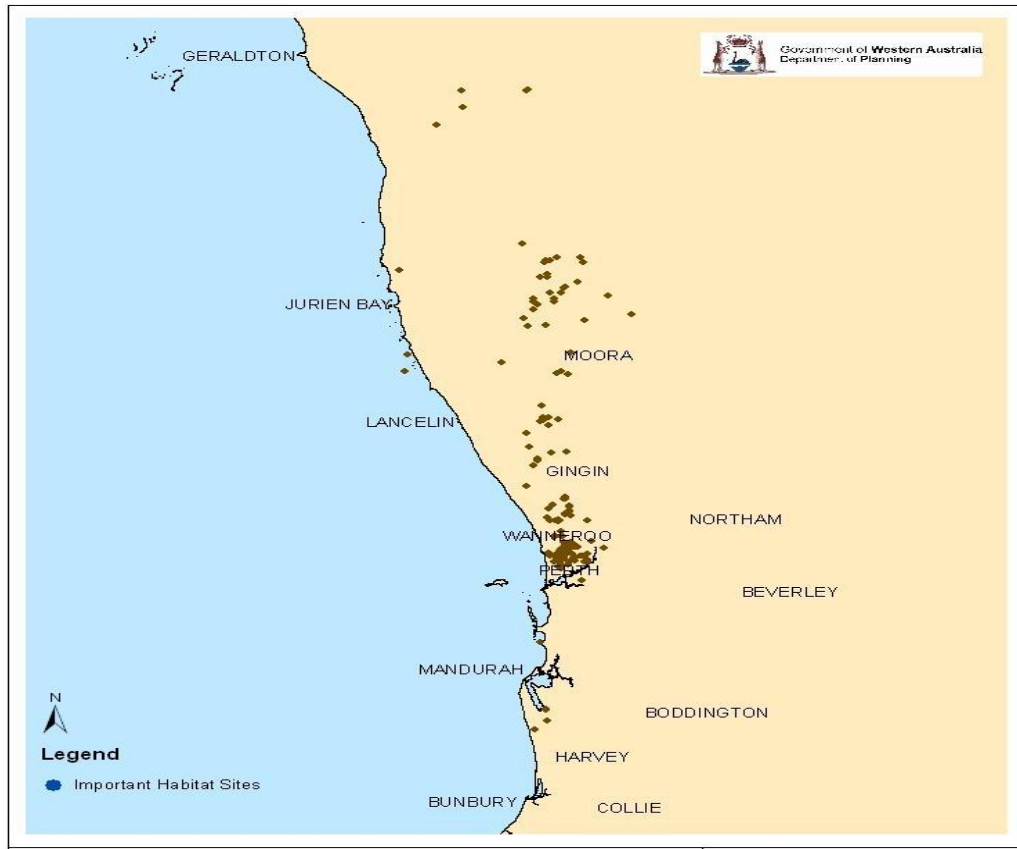 GERALDTON
Government of Western Australia
Department of Planning
JURIEN BAY
MOORA
LANCELIN
GINGIN
NORTHAM
WANNEROO
PERTH
BEVERLEY
MANDURAH
N
BODDINGTON
Legend
HARVEY
Important Habitat Sites
BUNBURY
COLLIE